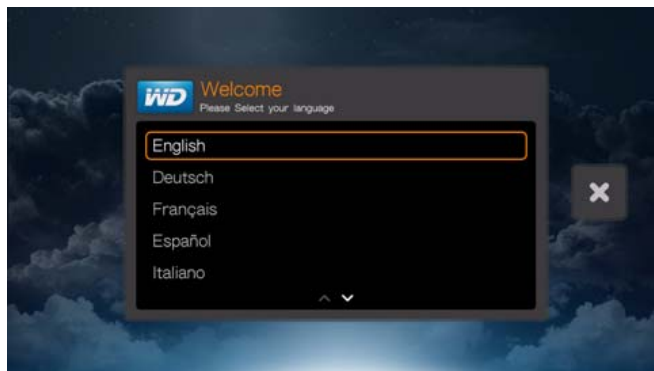 WD
Welcome
Please Select your language
English
Deutsch
Français
Español
Italiano